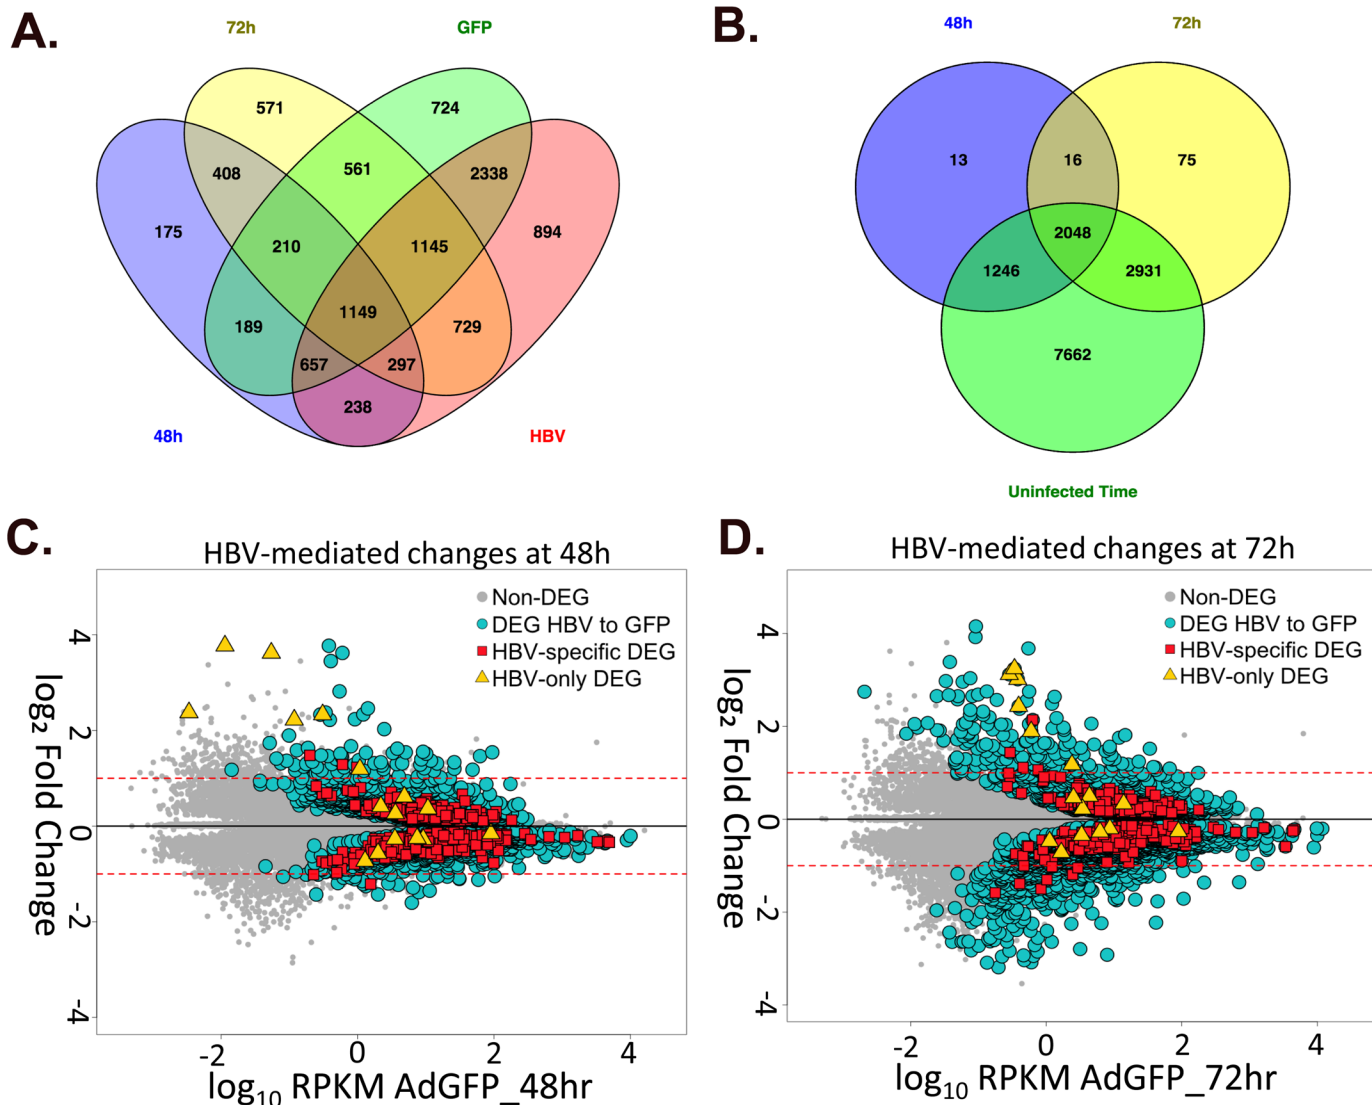 A.
72h
GFP
571
724
408
561
2338
175
210
1145
894
189
1149
729
657
297
238
48h
HBV
B.
48h
72h
13
16
75
2048
1246
2931
7662
Uninfected Time
C.
HBV-mediated changes at 48h
Non-DEG
DEG HBV to GFP
HBV-specific DEG
HBV-only DEG
log₂ Fold Change
4
2
0
-2
-4
-2
0
2
4
log₁₀ RPKM AdGFP_48hr
D.
HBV-mediated changes at 72h
Non-DEG
DEG HBV to GFP
HBV-specific DEG
HBV-only DEG
log₂ Fold Change
4
2
0
-2
-4
-2
0
2
4
log₁₀ RPKM AdGFP_72hr